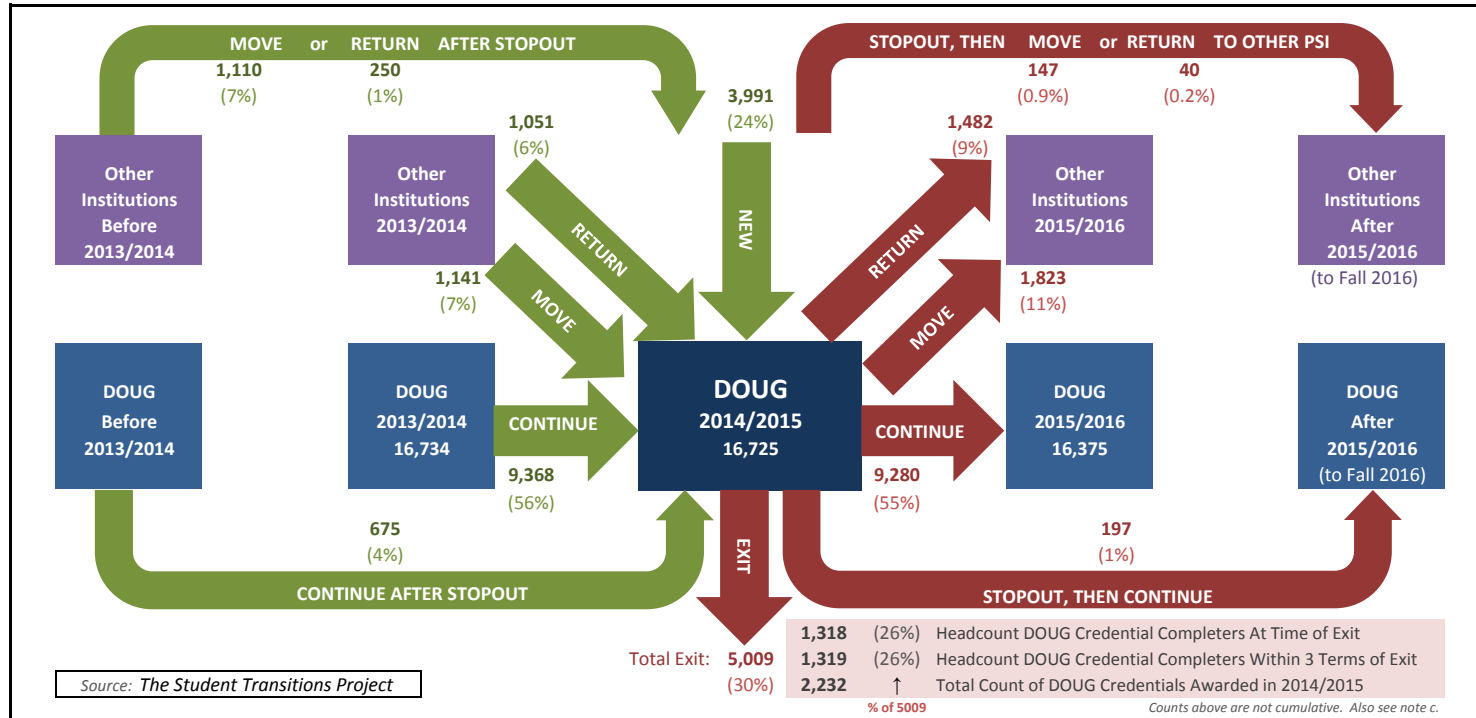 MOVE or RETURN AFTER STOPOUT
1,110 250
(7%) (1%)
STOPOUT, THEN MOVE or RETURN TO OTHER PSI
147 40
(0.9%) (0.2%)
3,991
(24%)
NEW
1,051
(6%)
RETURN
1,141
(7%)
MOVE
1,482
(9%)
RETURN
1,823
(11%)
MOVE
Other
Institutions
Before
2013/2014
Other
Institutions
2013/2014
Other
Institutions
2015/2016
Other
Institutions
After
2015/2016
(to Fall 2016)
DOUG
Before
2013/2014
DOUG
2013/2014
16,734
CONTINUE
9,368
(56%)
DOUG
2014/2015
16,725
CONTINUE
9,280
(55%)
DOUG
2015/2016
16,375
DOUG
After
2015/2016
(to Fall 2016)
675
(4%)
CONTINUE AFTER STOPOUT
EXIT
197
(1%)
STOPOUT, THEN CONTINUE
Total Exit: 5,009
(30%)
1,318 (26%) Headcount DOUG Credential Completers At Time of Exit
1,319 (26%) Headcount DOUG Credential Completers Within 3 Terms of Exit
2,232 ↑ Total Count of DOUG Credentials Awarded in 2014/2015
% of 5009
Counts above are not cumulative. Also see note c.
Source: The Student Transitions Project